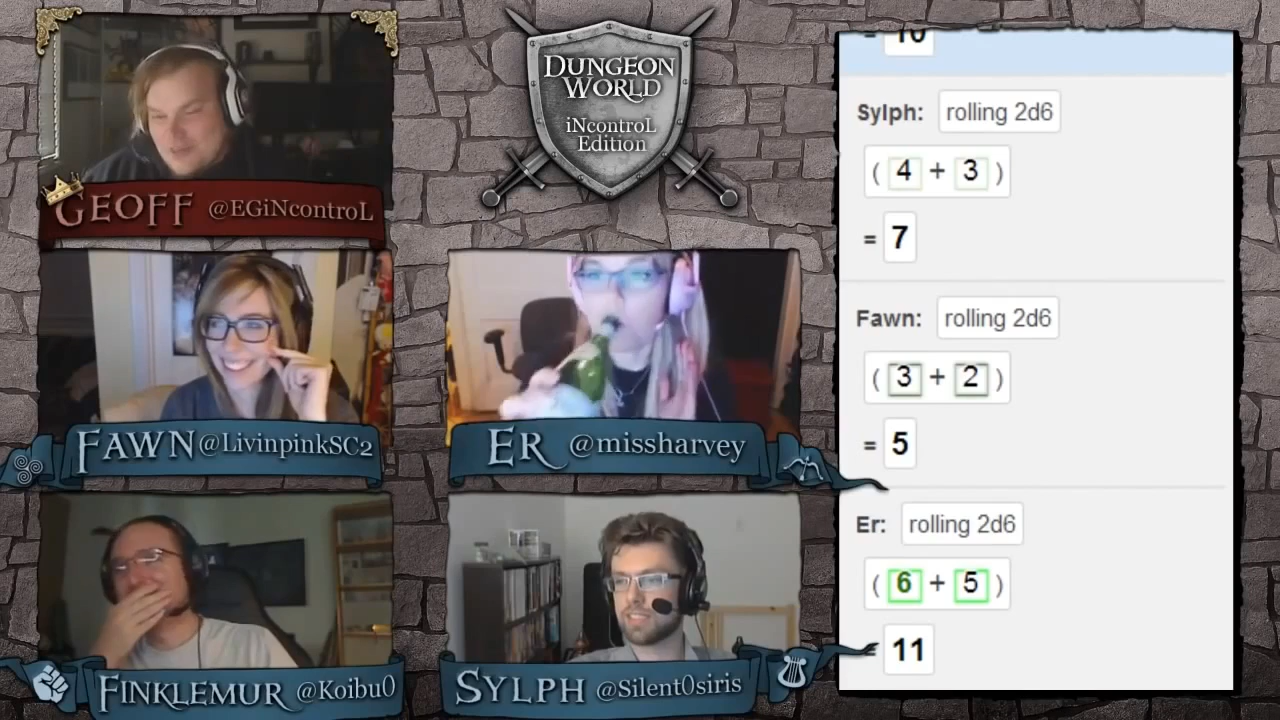 DUNGEON
WORLD
iNcontroL
Edition
GEOFF @EGiNcontroL
FAWN @LivinpinkSC2
ER @missharvey
FINKLEMUR @Koibu0
SYLPH @Silent0siris
= 10
Sylph: rolling 2d6
( 4 + 3 )
= 7
Fawn: rolling 2d6
( 3 + 2 )
= 5
Er: rolling 2d6
( 6 + 5 )
= 11